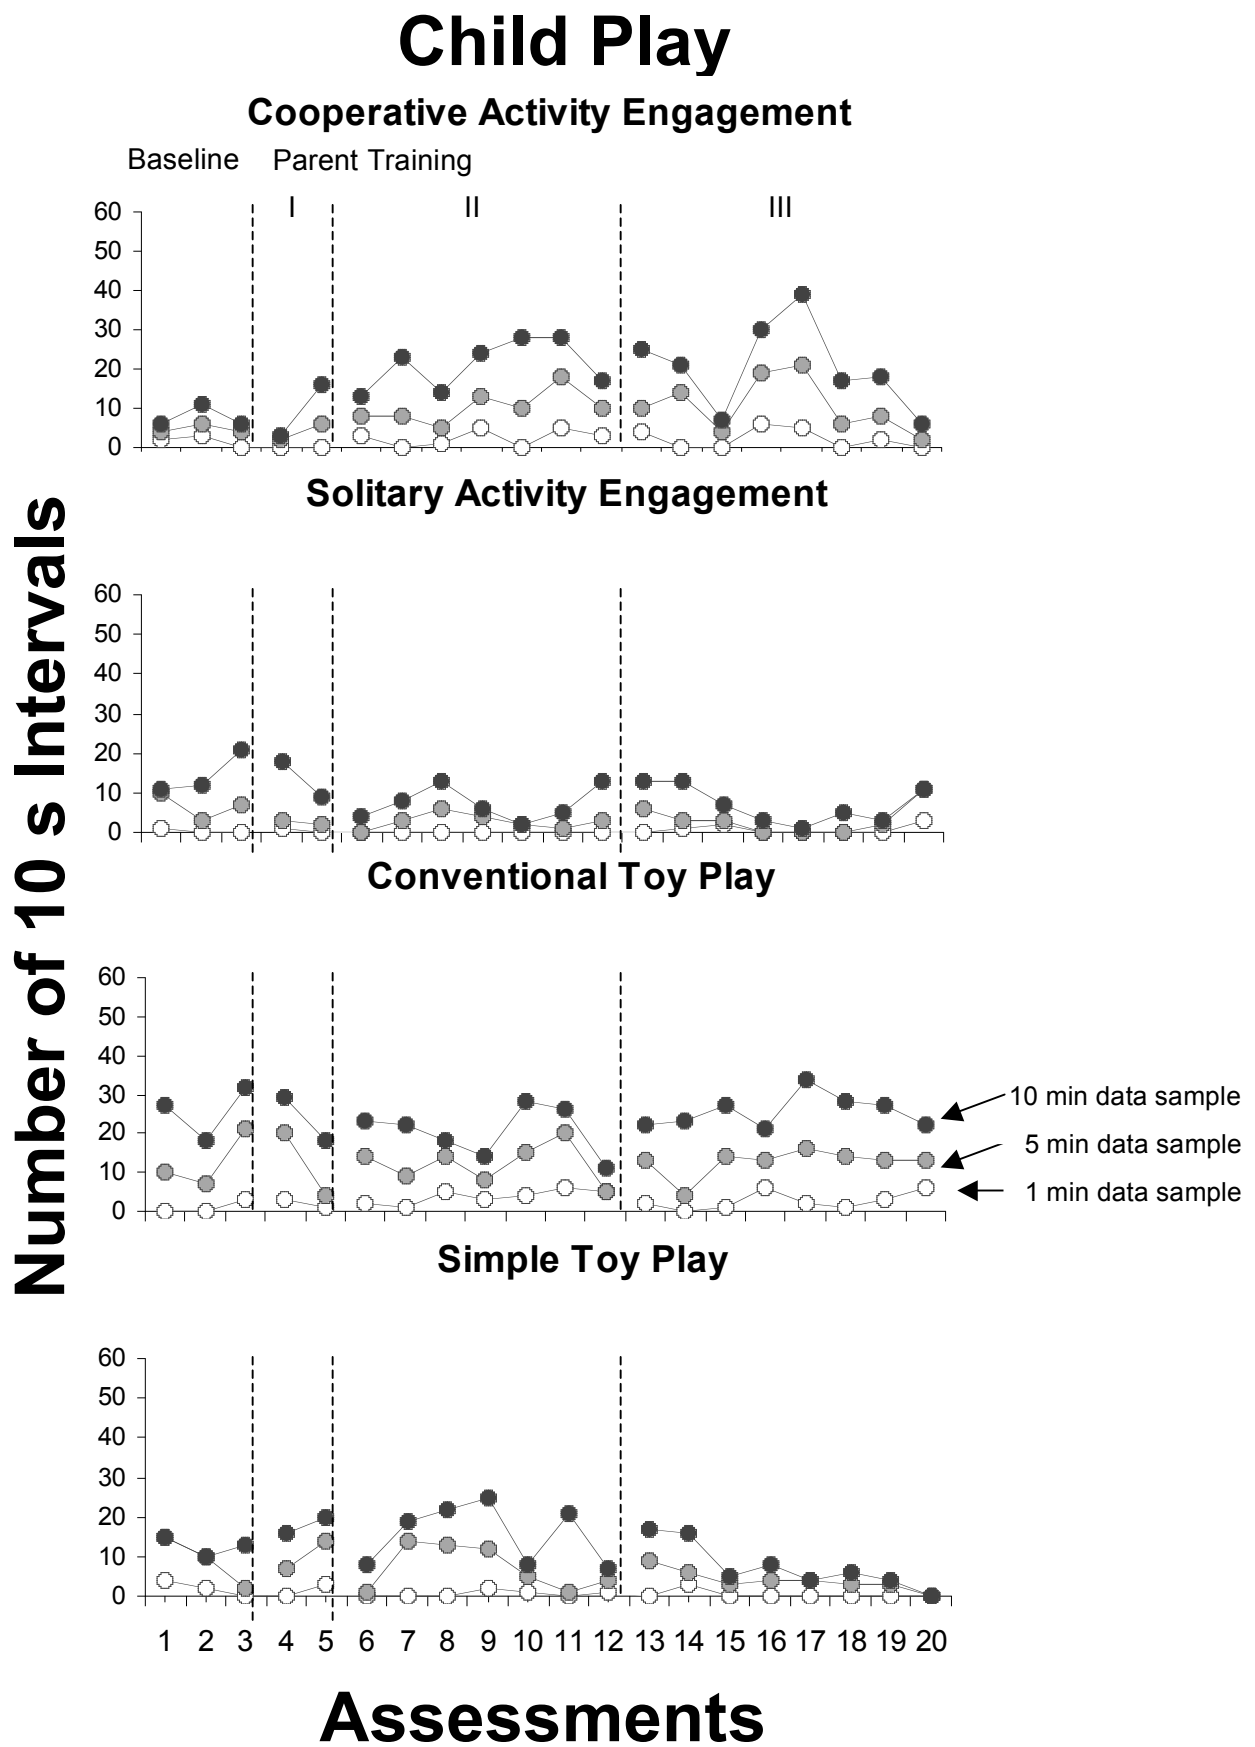 Child Play
Cooperative Activity Engagement
Baseline Parent Training
I II III
60
50
40
30
20
10
0
Solitary Activity Engagement
60
50
40
30
20
10
0
Conventional Toy Play
60
50
40
30
20
10
0
10 min data sample
5 min data sample
1 min data sample
Simple Toy Play
60
50
40
30
20
10
0
1 2 3 4 5 6 7 8 9 10 11 12 13 14 15 16 17 18 19 20
Assessments
Number of 10 s Intervals